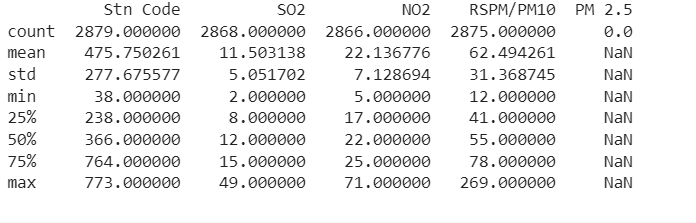 Stn Code SO2 NO2 RSPM/PM10 PM 2.5
count 2879.000000 2868.000000 2866.000000 2875.000000 0.0
mean 475.750261 11.503138 22.136776 62.494261 NaN
std 277.675577 5.051702 7.128694 31.368745 NaN
min 38.000000 2.000000 5.000000 12.000000 NaN
25% 238.000000 8.000000 17.000000 41.000000 NaN
50% 366.000000 12.000000 22.000000 55.000000 NaN
75% 764.000000 15.000000 25.000000 78.000000 NaN
max 773.000000 49.000000 71.000000 269.000000 NaN